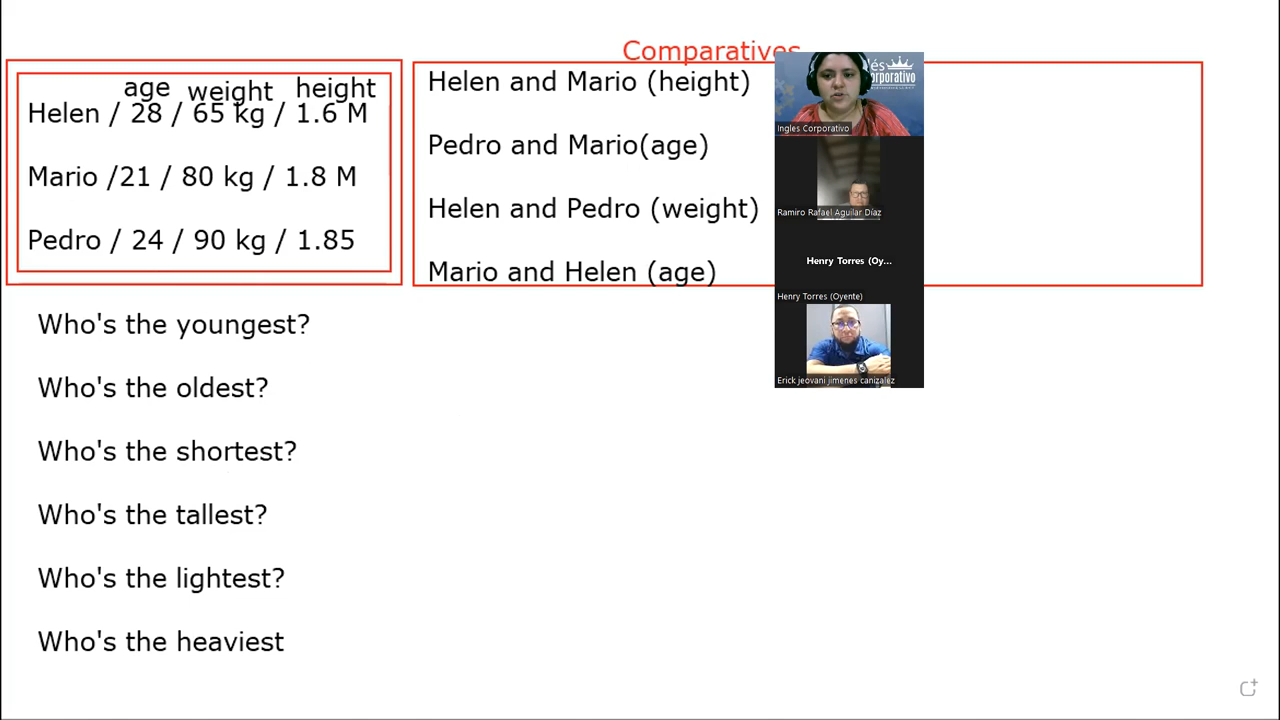 Comparatives
age weight height
Helen / 28 / 65 kg / 1.6 M
Mario /21 / 80 kg / 1.8 M
Pedro / 24 / 90 kg / 1.85
Helen and Mario (height)
Pedro and Mario(age)
Helen and Pedro (weight)
Mario and Helen (age)
Who's the youngest?
Who's the oldest?
Who's the shortest?
Who's the tallest?
Who's the lightest?
Who's the heaviest
és
orporativo
Ingles Corporativo
Ramiro Rafael Aguilar Díaz
Henry Torres (Oy...
Henry Torres (Oyente)
Erick jeovani jimenes canizalez